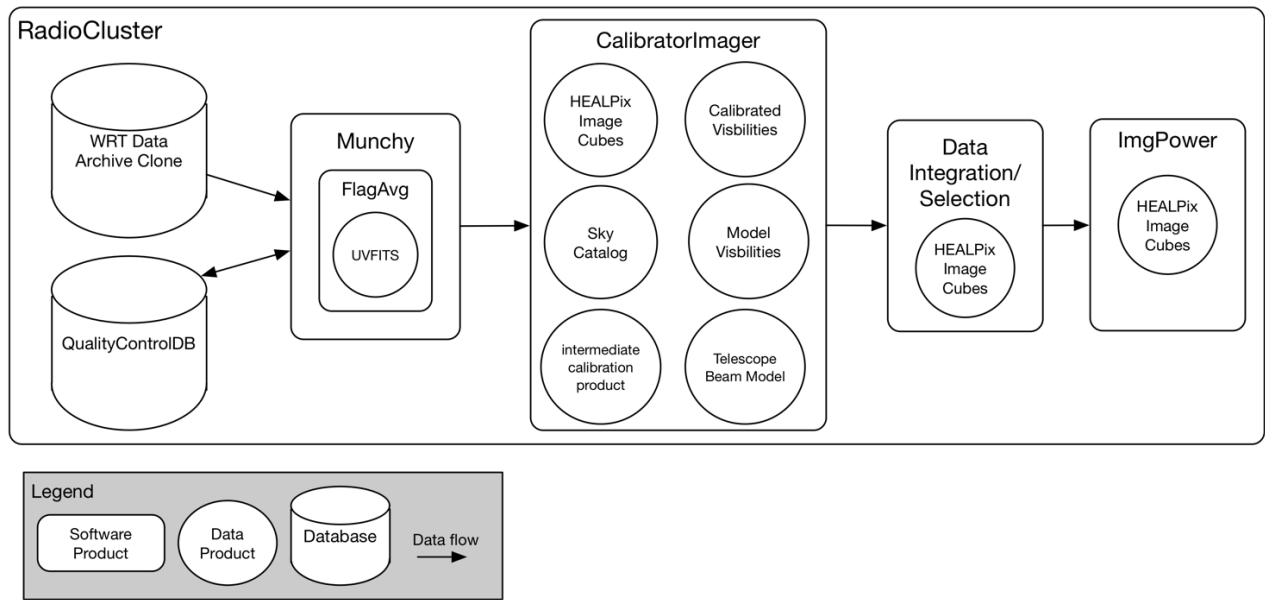 RadioCluster
WRT Data
Archive Clone
QualityControlDB
Munchy
FlagAvg
UVFITS
CalibratorImager
HEALPix
Image
Cubes
Calibrated
Visbilities
Sky
Catalog
Model
Visbilities
intermediate
calibration
product
Telescope
Beam Model
Data
Integration/
Selection
HEALPix
Image
Cubes
ImgPower
HEALPix
Image
Cubes
Legend
Software
Product
Data
Product
Database
Data flow